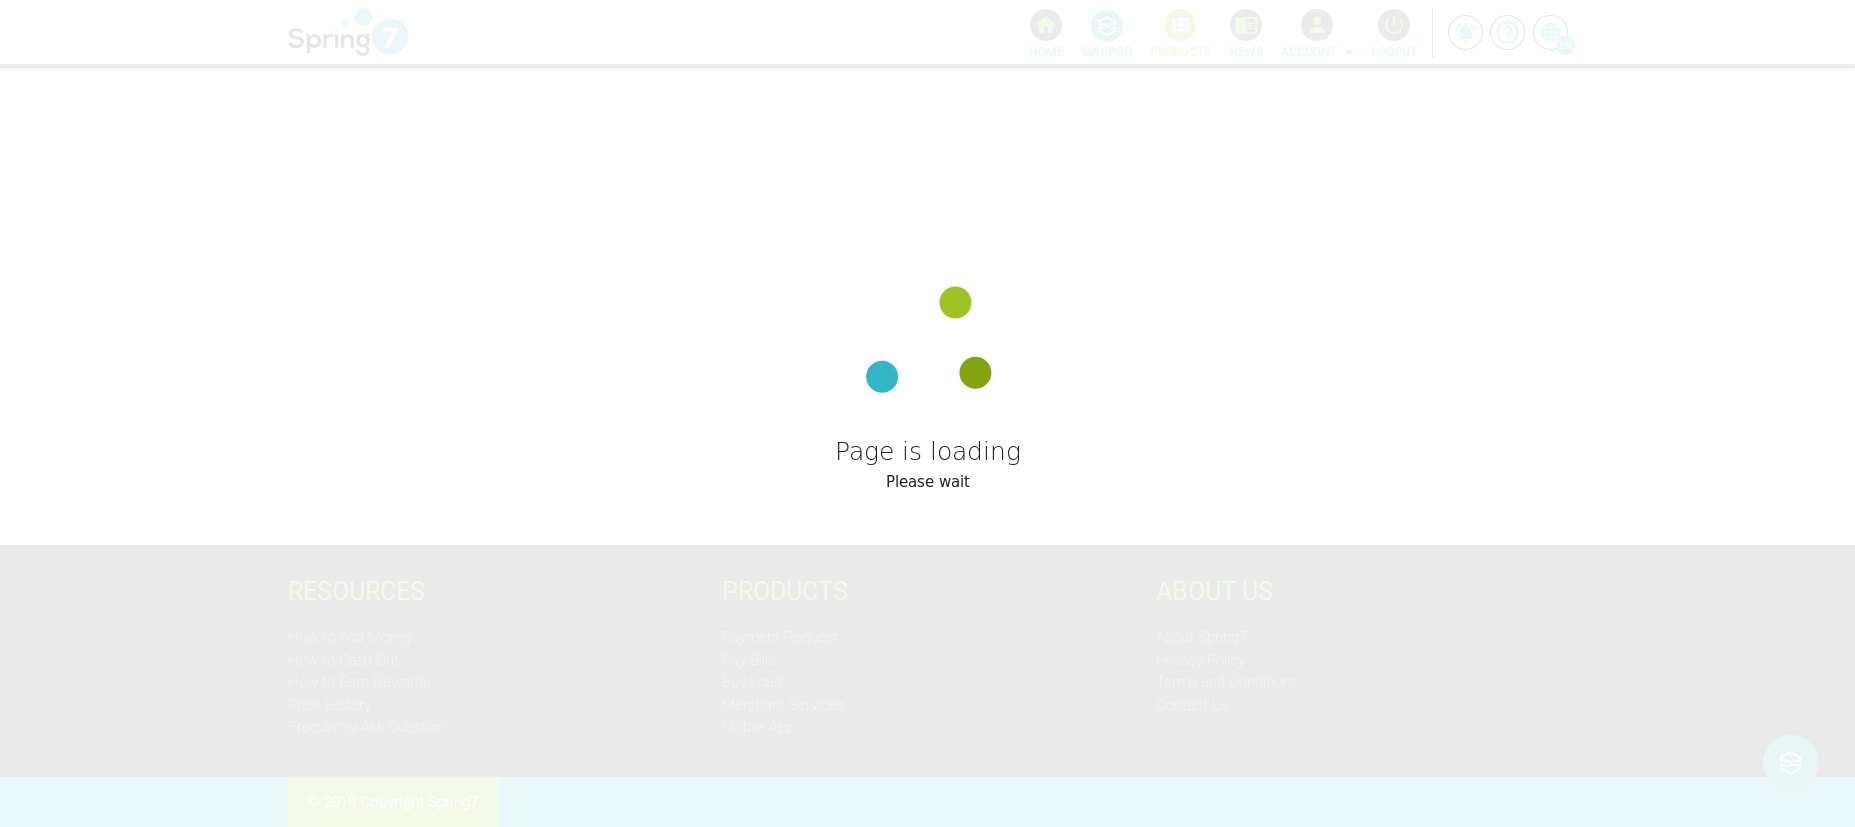 Spring 7
HOME SWAPOO PRODUCTS NEWS ACCOUNT LOGOUT
EN
Page is loading
Please wait
RESOURCES
How to Add Money
How to Cash Out
How to Earn Rewards
Price History
Frequently Ask Question
PRODUCTS
Payment Request
Pay Bills
Buy Load
Merchant Services
Mobile App
ABOUT US
About Spring7
Privacy Policy
Terms and Conditions
Contact Us
© 2018 Copyright Spring7